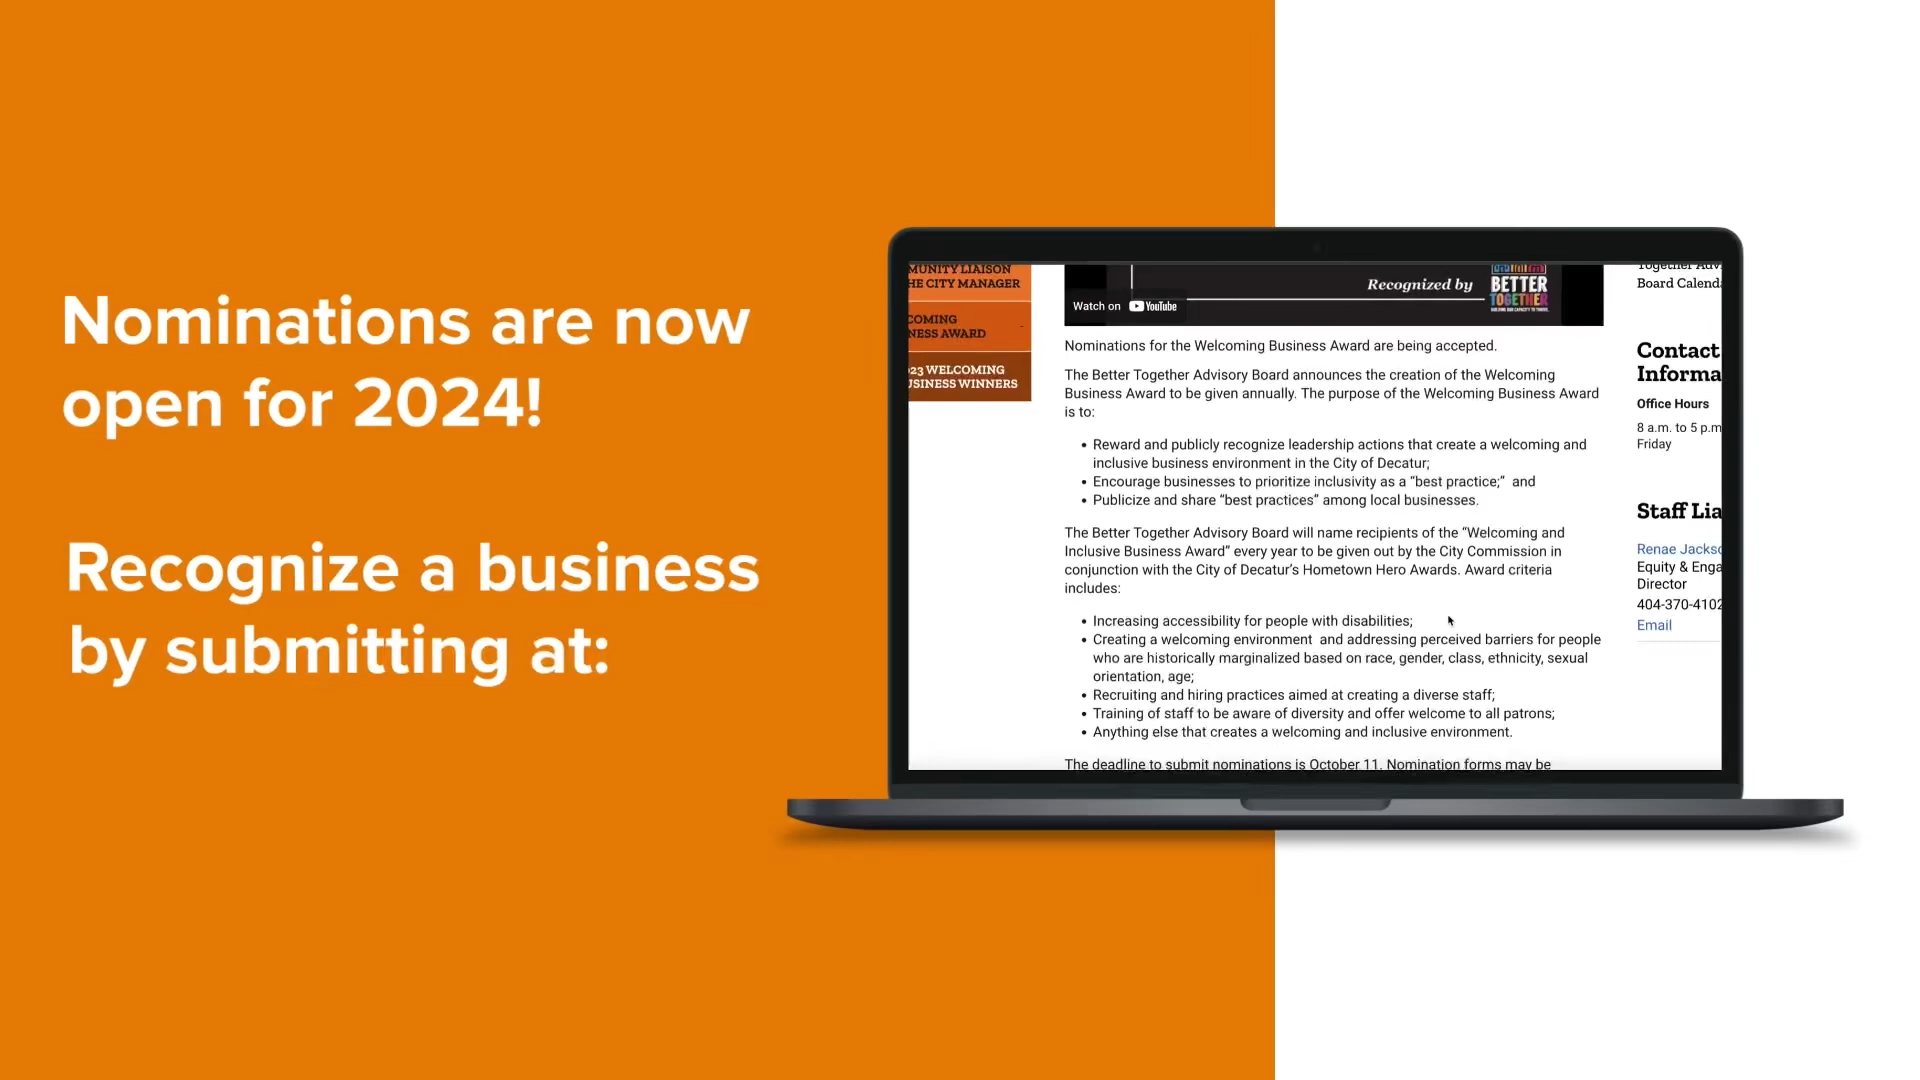 Nominations are now
open for 2024!
Recognize a business
by submitting at:
MUNITY LIAISON
HE CITY MANAGER
COMING
NESS AWARD
23 WELCOMING
USINESS WINNERS
Watch on YouTube
Recognized by
BETTER
TOGETHER
Nominations for the Welcoming Business Award are being accepted.
The Better Together Advisory Board announces the creation of the Welcoming
Business Award to be given annually. The purpose of the Welcoming Business Award
is to:
• Reward and publicly recognize leadership actions that create a welcoming and
inclusive business environment in the City of Decatur;
• Encourage businesses to prioritize inclusivity as a “best practice;” and
• Publicize and share “best practices” among local businesses.
The Better Together Advisory Board will name recipients of the “Welcoming and
Inclusive Business Award” every year to be given out by the City Commission in
conjunction with the City of Decatur’s Hometown Hero Awards. Award criteria
includes:
• Increasing accessibility for people with disabilities;
• Creating a welcoming environment and addressing perceived barriers for people
who are historically marginalized based on race, gender, class, ethnicity, sexual
orientation, age;
• Recruiting and hiring practices aimed at creating a diverse staff;
• Training of staff to be aware of diversity and offer welcome to all patrons;
• Anything else that creates a welcoming and inclusive environment.
The deadline to submit nominations is October 11. Nomination forms may be
Together Adv
Board Calend
Contact
Informa
Office Hours
8 a.m. to 5 p.m
Friday
Staff Lia
Renae Jackso
Equity & Enga
Director
404-370-4102
Email